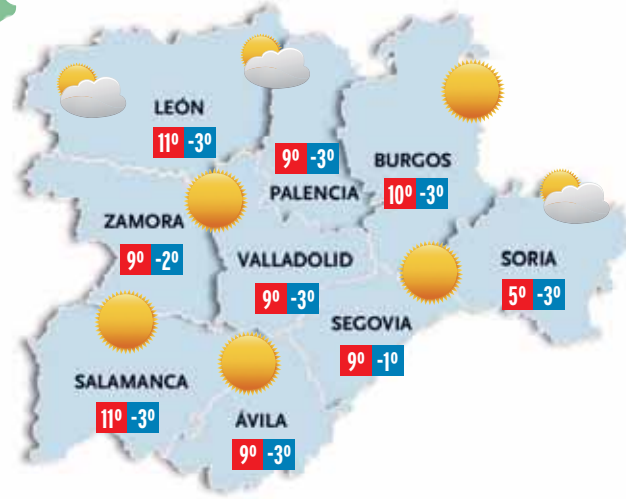 LEÓN
11º -3º
9º -3º
PALENCIA
BURGOS
10º -3º
ZAMORA
9º -2º
VALLADOLID
9º -3º
SORIA
5º -3º
SEGOVIA
9º -1º
SALAMANCA
11º -3º
ÁVILA
9º -3º